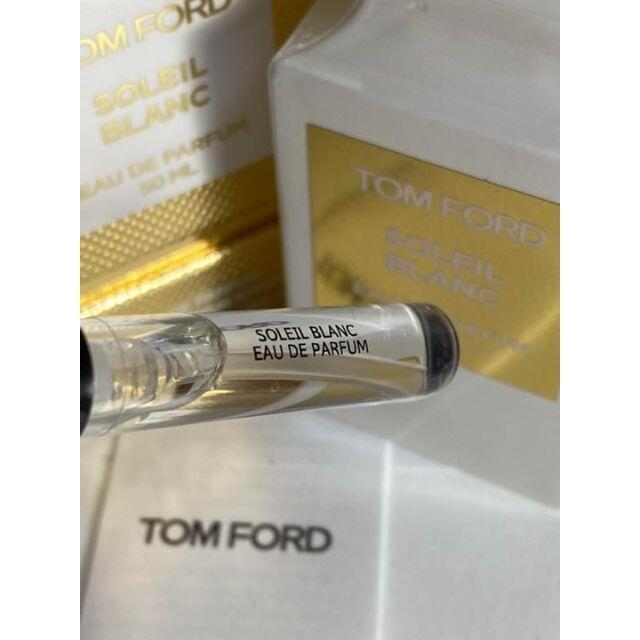 TOM FORD
SOLEIL
BLANC
EAU DE PARFUM
50 ML
TOM FORD
SOLEIL
BLANC
PARFUM
SOLEIL BLANC
EAU DE PARFUM
TOM FORD